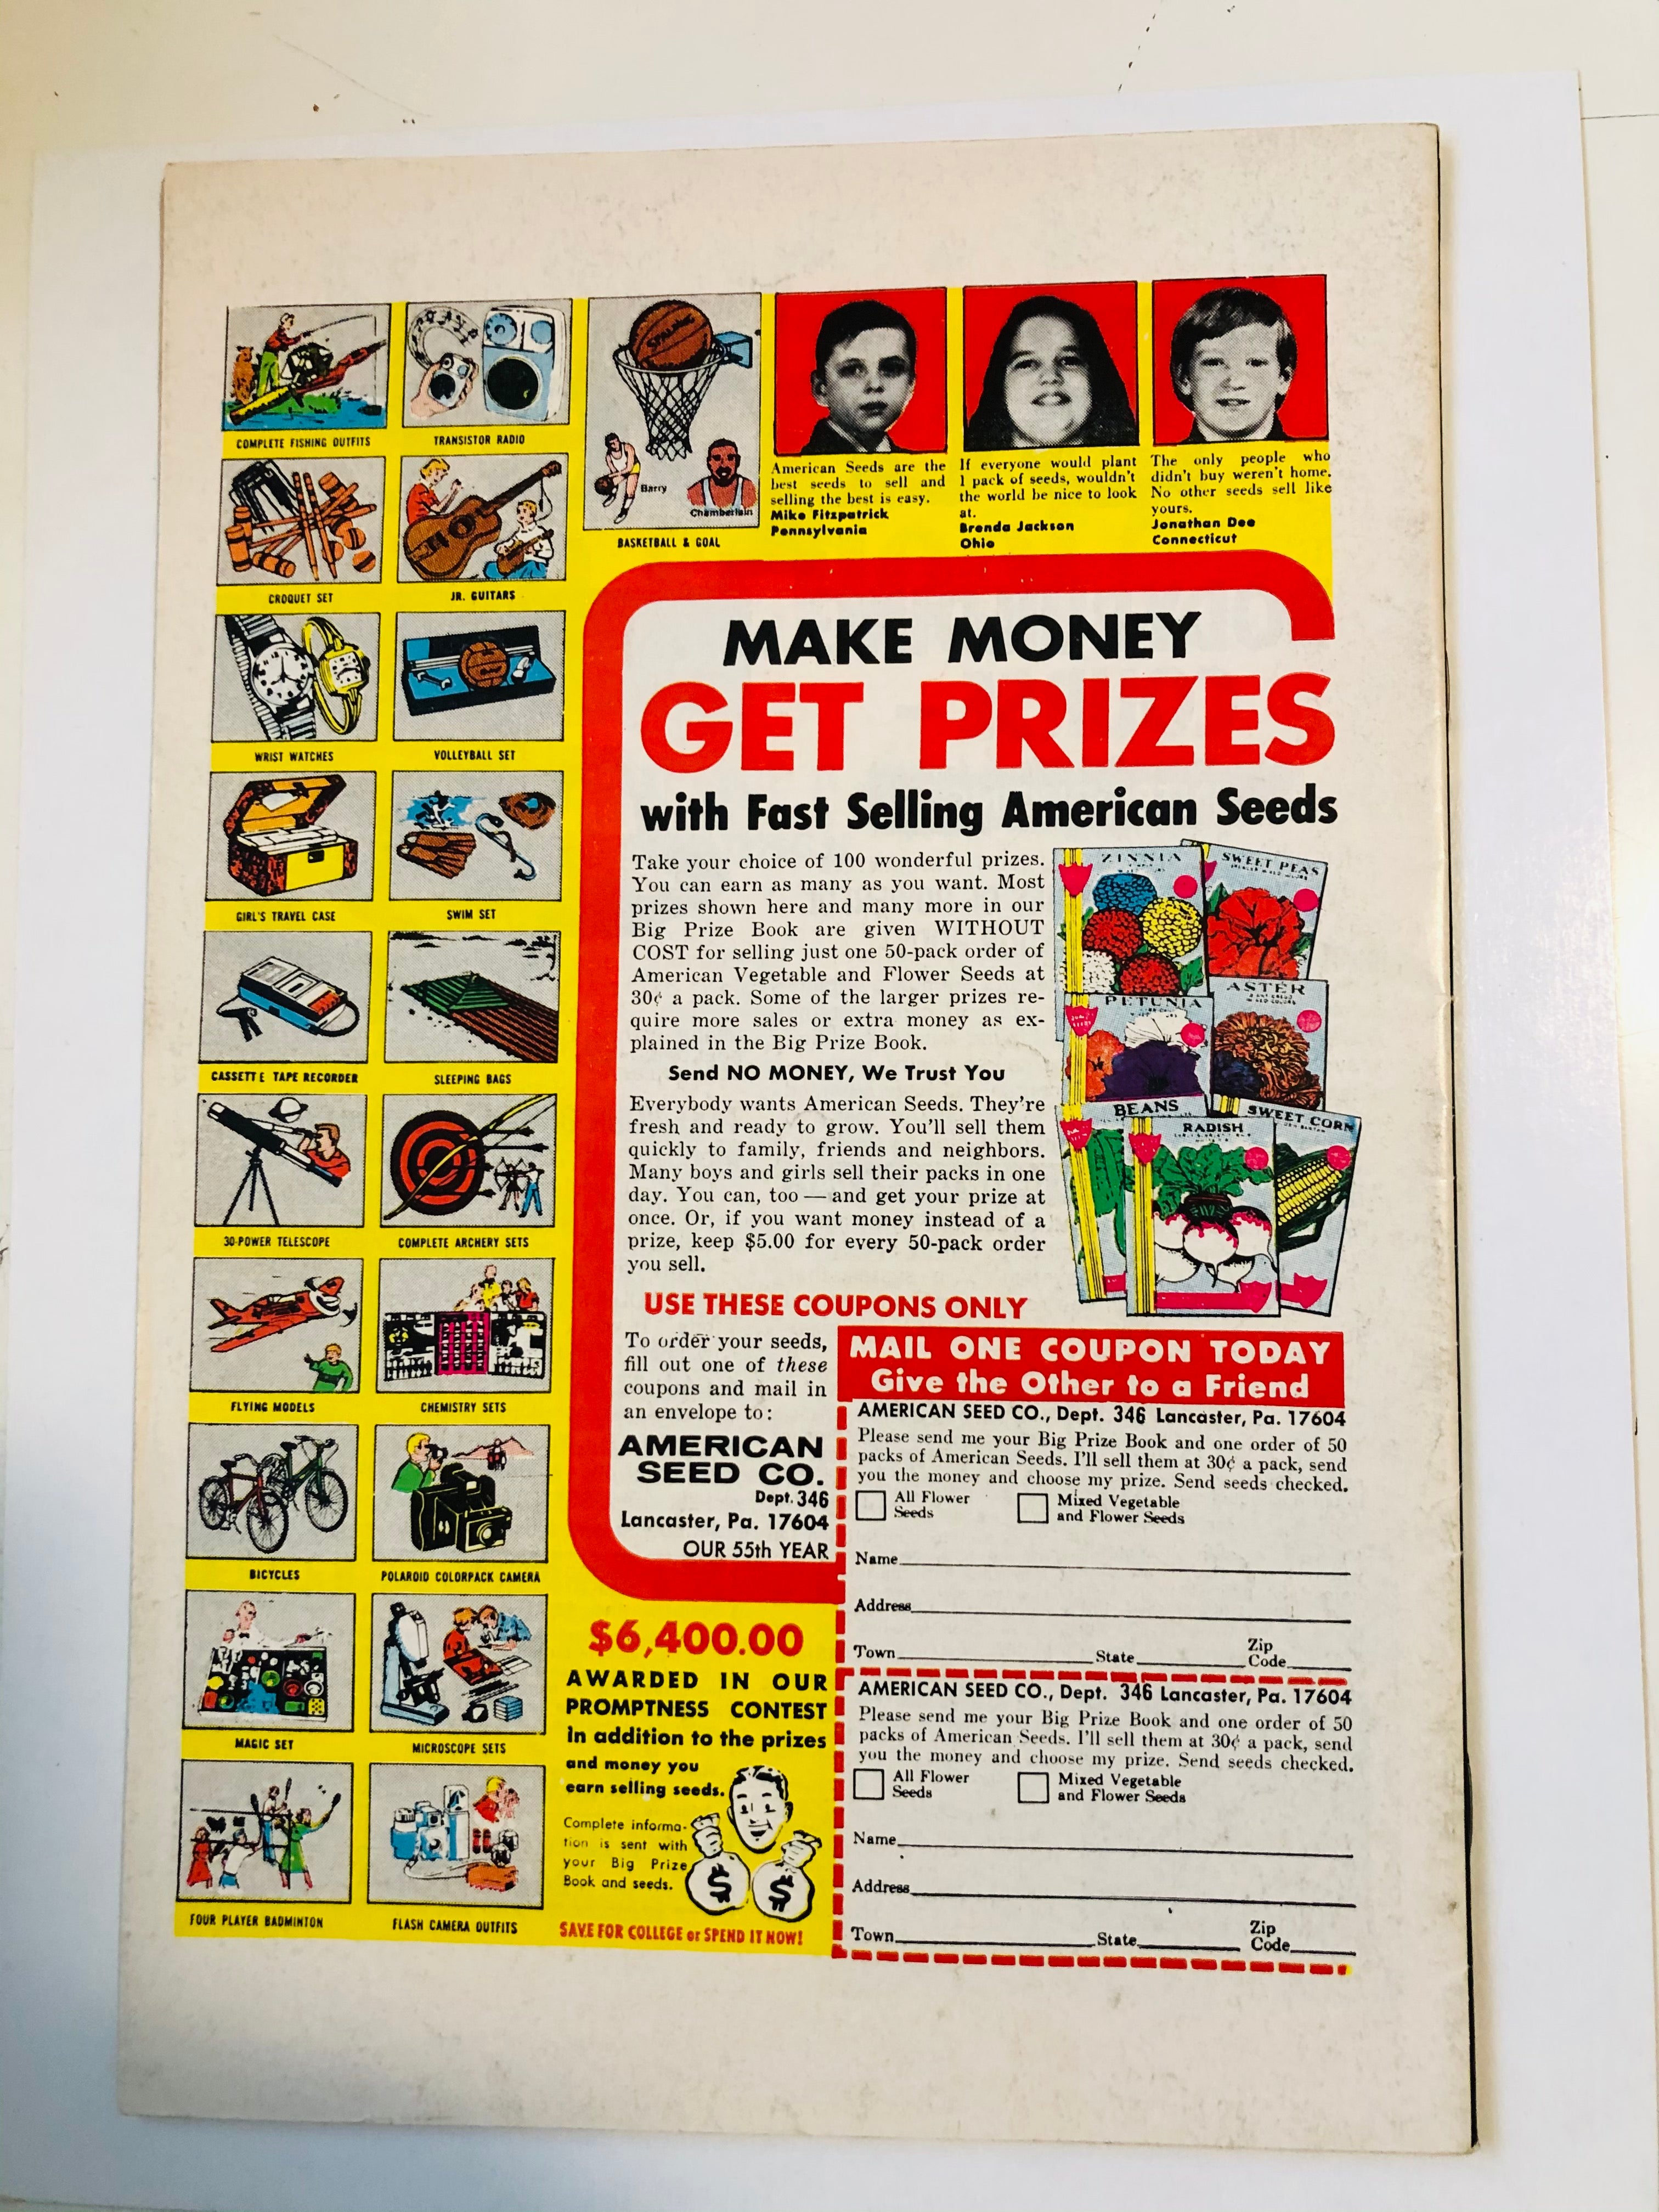 COMPLETE FISHING OUTFITS
TRANSISTOR RADIO
SPALDING
Barry
Chamberlain
BASKETBALL & GOAL
CROQUET SET
JR. GUITARS
WRIST WATCHES
VOLLEYBALL SET
GIRL'S TRAVEL CASE
SWIM SET
CASSETTE TAPE RECORDER
SLEEPING BAGS
30-POWER TELESCOPE
COMPLETE ARCHERY SETS
FLYING MODELS
CHEMISTRY SETS
BICYCLES
POLAROID COLORPACK CAMERA
MAGIC SET
MICROSCOPE SETS
FOUR PLAYER BADMINTON
FLASH CAMERA OUTFITS
American Seeds are the
best seeds to sell and
selling the best is easy.
Mike Fitzpatrick
Pennsylvania
If everyone would plant
1 pack of seeds, wouldn't
the world be nice to look
at.
Brenda Jackson
Ohio
The only people who
didn't buy weren't home.
No other seeds sell like
yours.
Jonathan Dee
Connecticut
MAKE MONEY
GET PRIZES
with Fast Selling American Seeds
Take your choice of 100 wonderful prizes.
You can earn as many as you want. Most
prizes shown here and many more in our
Big Prize Book are given WITHOUT
COST for selling just one 50-pack order of
American Vegetable and Flower Seeds at
30¢ a pack. Some of the larger prizes re-
quire more sales or extra money as ex-
plained in the Big Prize Book.
Send NO MONEY, We Trust You
Everybody wants American Seeds. They're
fresh and ready to grow. You'll sell them
quickly to family, friends and neighbors.
Many boys and girls sell their packs in one
day. You can, too — and get your prize at
once. Or, if you want money instead of a
prize, keep $5.00 for every 50-pack order
you sell.
ZINNIA
SWEET PEAS
PETUNIA
ASTER
BEANS
RADISH
SWEET CORN
USE THESE COUPONS ONLY
To order your seeds,
fill out one of these
coupons and mail in
an envelope to:
AMERICAN
SEED CO.
Dept. 346
Lancaster, Pa. 17604
OUR 55th YEAR
$6,400.00
AWARDED IN OUR
PROMPTNESS CONTEST
in addition to the prizes
and money you
earn selling seeds.
Complete informa-
tion is sent with
your Big Prize
Book and seeds.
$ $
SAVE FOR COLLEGE or SPEND IT NOW!
MAIL ONE COUPON TODAY
Give the Other to a Friend
AMERICAN SEED CO., Dept. 346 Lancaster, Pa. 17604
Please send me your Big Prize Book and one order of 50
packs of American Seeds. I'll sell them at 30¢ a pack, send
you the money and choose my prize. Send seeds checked.
All Flower
Seeds
Mixed Vegetable
and Flower Seeds
Name
Address
Town State Zip
Code
AMERICAN SEED CO., Dept. 346 Lancaster, Pa. 17604
Please send me your Big Prize Book and one order of 50
packs of American Seeds. I'll sell them at 30¢ a pack, send
you the money and choose my prize. Send seeds checked.
All Flower
Seeds
Mixed Vegetable
and Flower Seeds
Name
Address
Town State Zip
Code